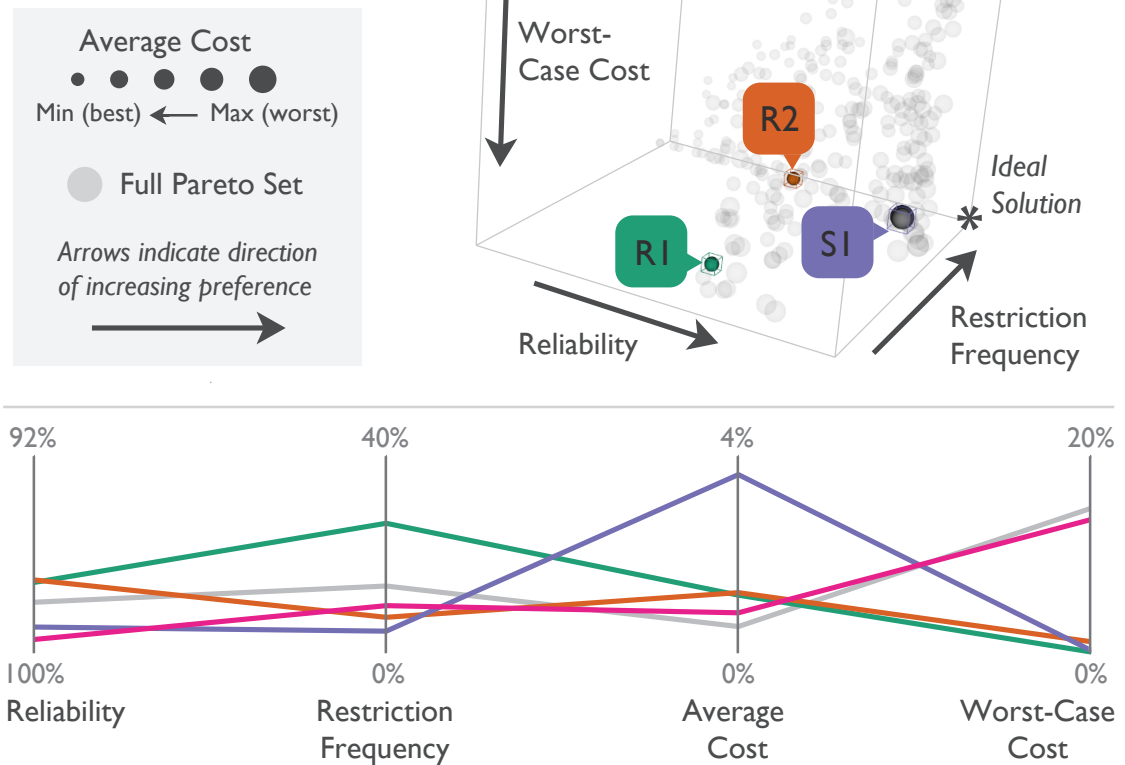 Average Cost
Min (best)
Max (worst)
Full Pareto Set
Arrows indicate direction
of increasing preference
Worst-
Case Cost
R2
Ideal
Solution
*
R1
S1
Reliability
Restriction
Frequency
92%
40%
4%
20%
100%
0%
0%
0%
Reliability
Restriction
Frequency
Average
Cost
Worst-Case
Cost